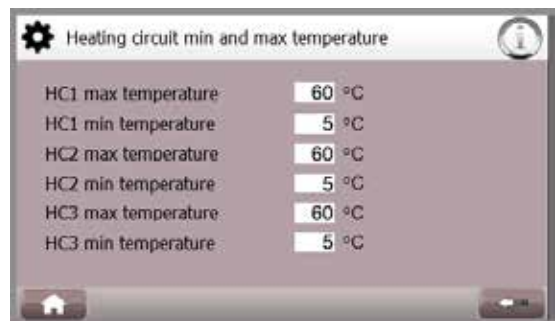 Heating circuit min and max temperature
HC1 max temperature 60 °C
HC1 min temperature 5 °C
HC2 max temperature 60 °C
HC2 min temperature 5 °C
HC3 max temperature 60 °C
HC3 min temperature 5 °C